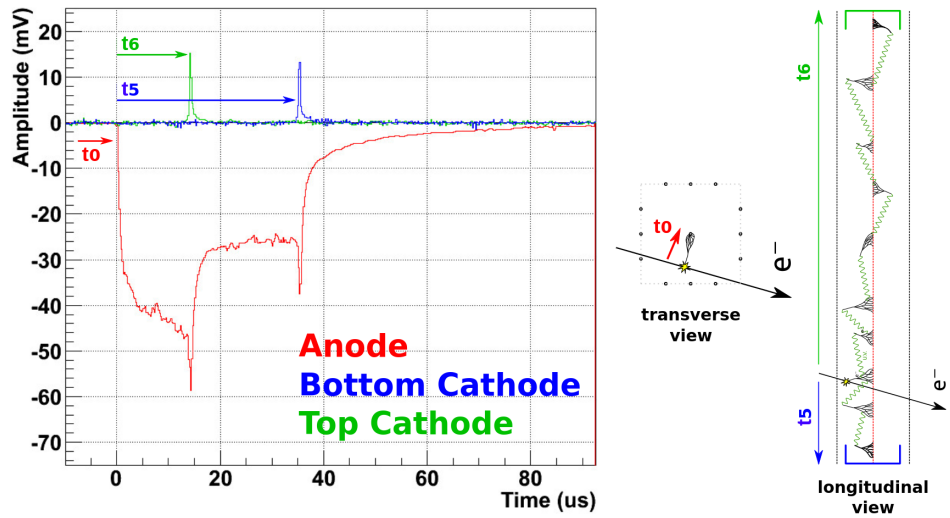 Amplitude (mV)
20
10
0
-10
-20
-30
-40
-50
-60
-70
t6
t5
t0
Anode
Bottom Cathode
Top Cathode
0
20
40
60
80
Time (us)
t0
e−
transverse
view
t6
t5
e−
longitudinal
view